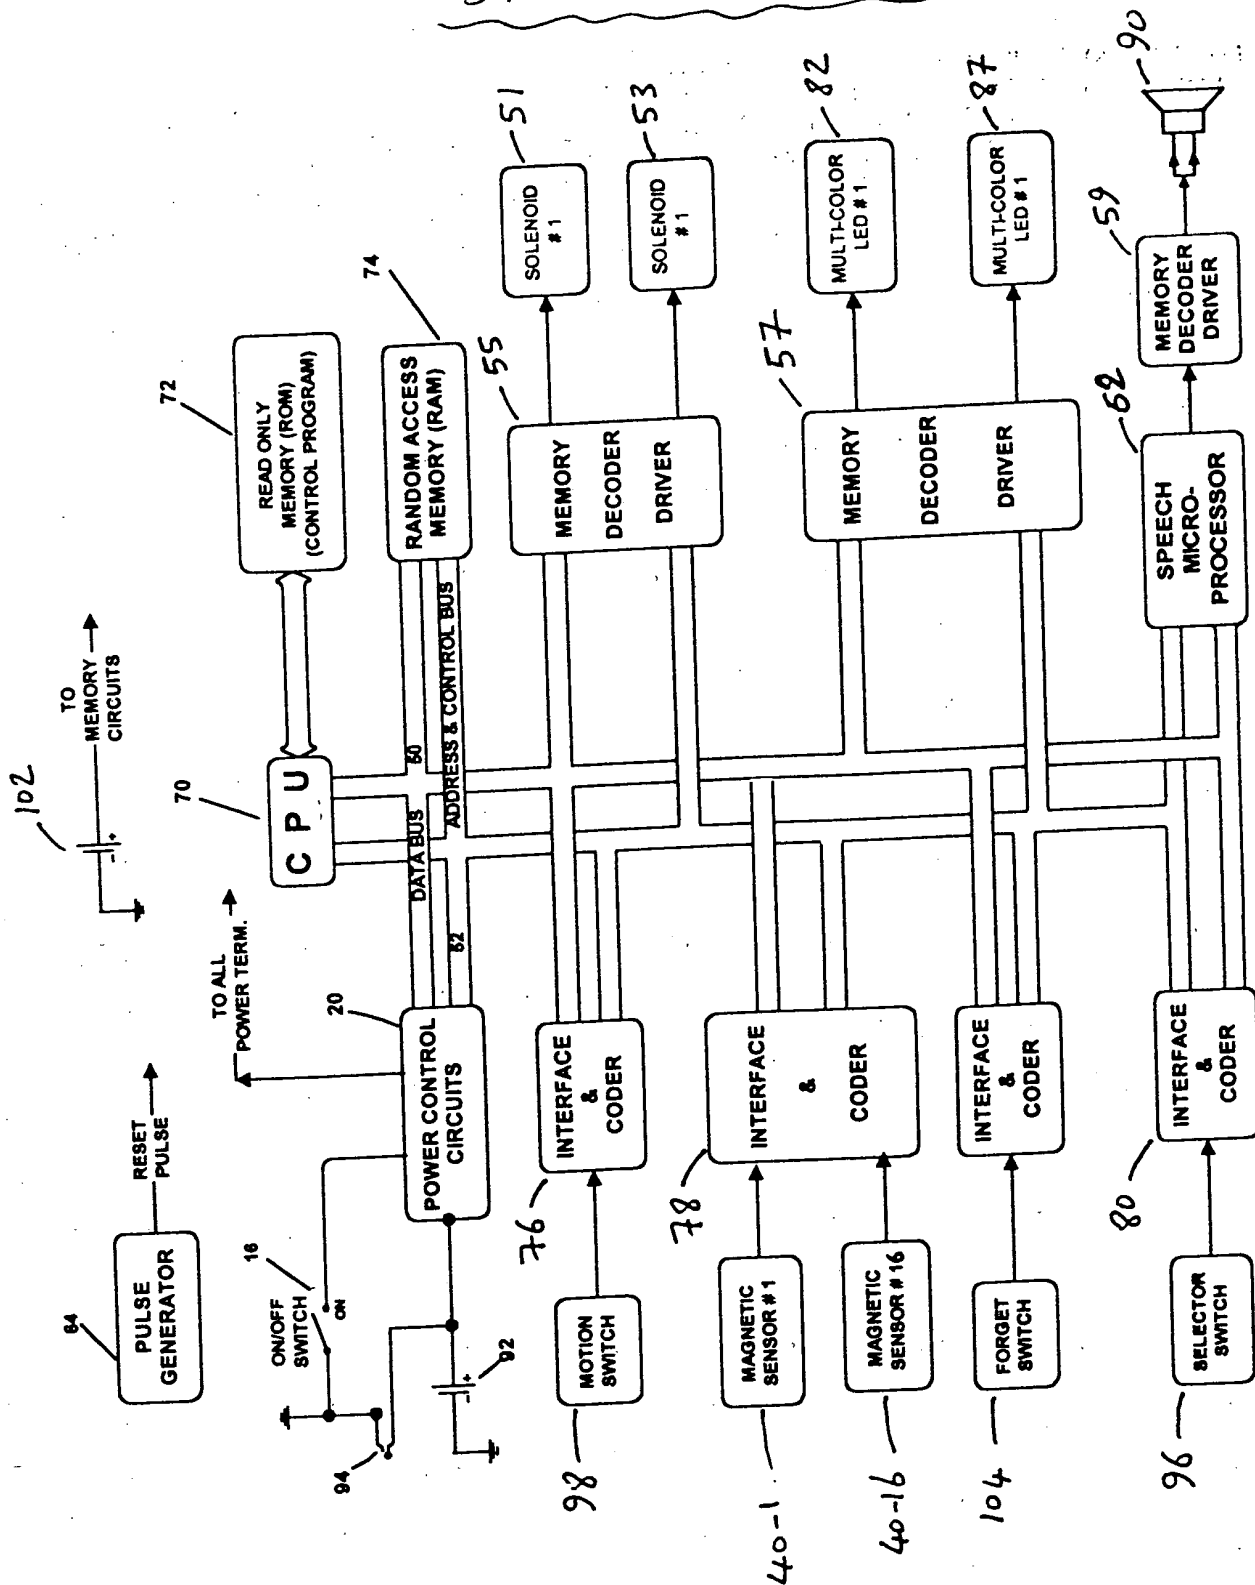 102
TO
MEMORY
CIRCUITS
64
PULSE
GENERATOR
RESET
PULSE
TO ALL
POWER TERM.
70
C P U
72
READ ONLY
MEMORY (ROM)
(CONTROL PROGRAM)
16
ON/OFF
SWITCH
ON
94
92
- +
- +
20
POWER CONTROL
CIRCUITS
DATA BUS
60
62
ADDRESS & CONTROL BUS
74
RANDOM ACCESS
MEMORY (RAM)
98
MOTION
SWITCH
76
INTERFACE
&
CODER
55
MEMORY
DECODER
DRIVER
SOLENOID
# 1
51
SOLENOID
# 1
53
40-1
MAGNETIC
SENSOR # 1
40-16
MAGNETIC
SENSOR # 16
78
INTERFACE
&
CODER
57
MEMORY
DECODER
DRIVER
MULTI-COLOR
LED # 1
82
MULTI-COLOR
LED # 1
87
104
FORGET
SWITCH
INTERFACE
&
CODER
96
SELECTOR
SWITCH
80
INTERFACE
&
CODER
SPEECH
MICRO-
PROCESSOR
MEMORY
DECODER
DRIVER
59
90